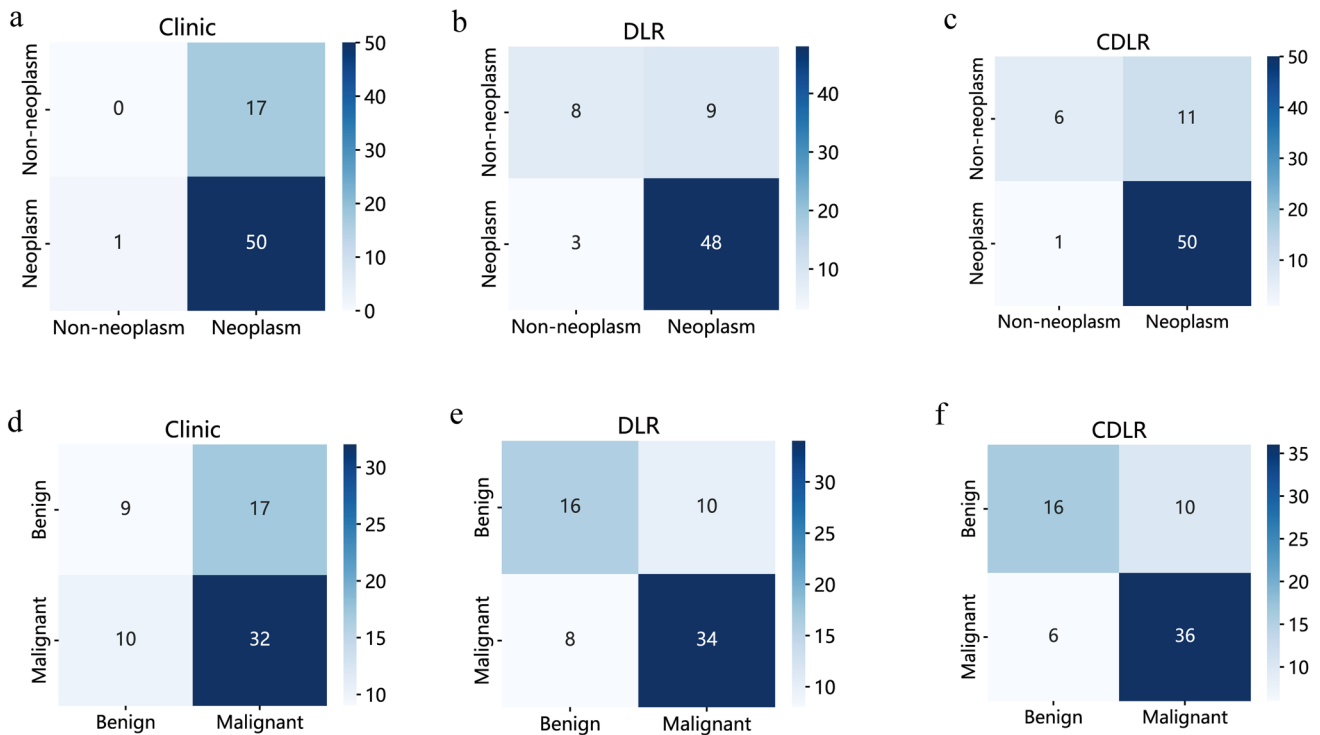 a
Clinic
Non-neoplasm
Neoplasm
0
17
1
50
Non-neoplasm
Neoplasm
50
40
30
20
10
0
b
DLR
Non-neoplasm
Neoplasm
8
9
3
48
Non-neoplasm
Neoplasm
40
30
20
10
c
CDLR
Non-neoplasm
Neoplasm
6
11
1
50
Non-neoplasm
Neoplasm
50
40
30
20
10
d
Clinic
Benign
Malignant
9
17
10
32
Benign
Malignant
30
25
20
15
10
e
DLR
Benign
Malignant
16
10
8
34
Benign
Malignant
30
25
20
15
10
f
CDLR
Benign
Malignant
16
10
6
36
Benign
Malignant
35
30
25
20
15
10